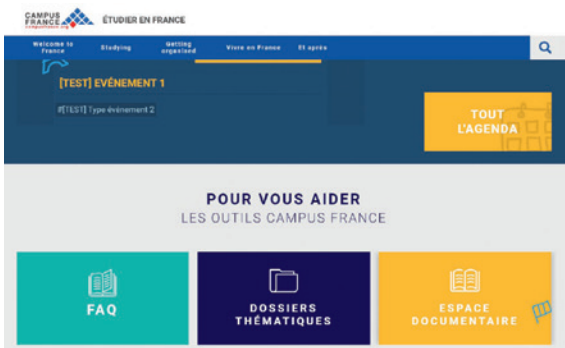 CAMPUS
FRANCE
ÉTUDIER EN FRANCE
Welcome to
France
Studying
Getting
organised
Vivre en France
Et après
[TEST] EVÉNEMENT 1
#[TEST] Type événement 2
TOUT
L'AGENDA
POUR VOUS AIDER
LES OUTILS CAMPUS FRANCE
FAQ
DOSSIERS
THÉMATIQUES
ESPACE
DOCUMENTAIRE